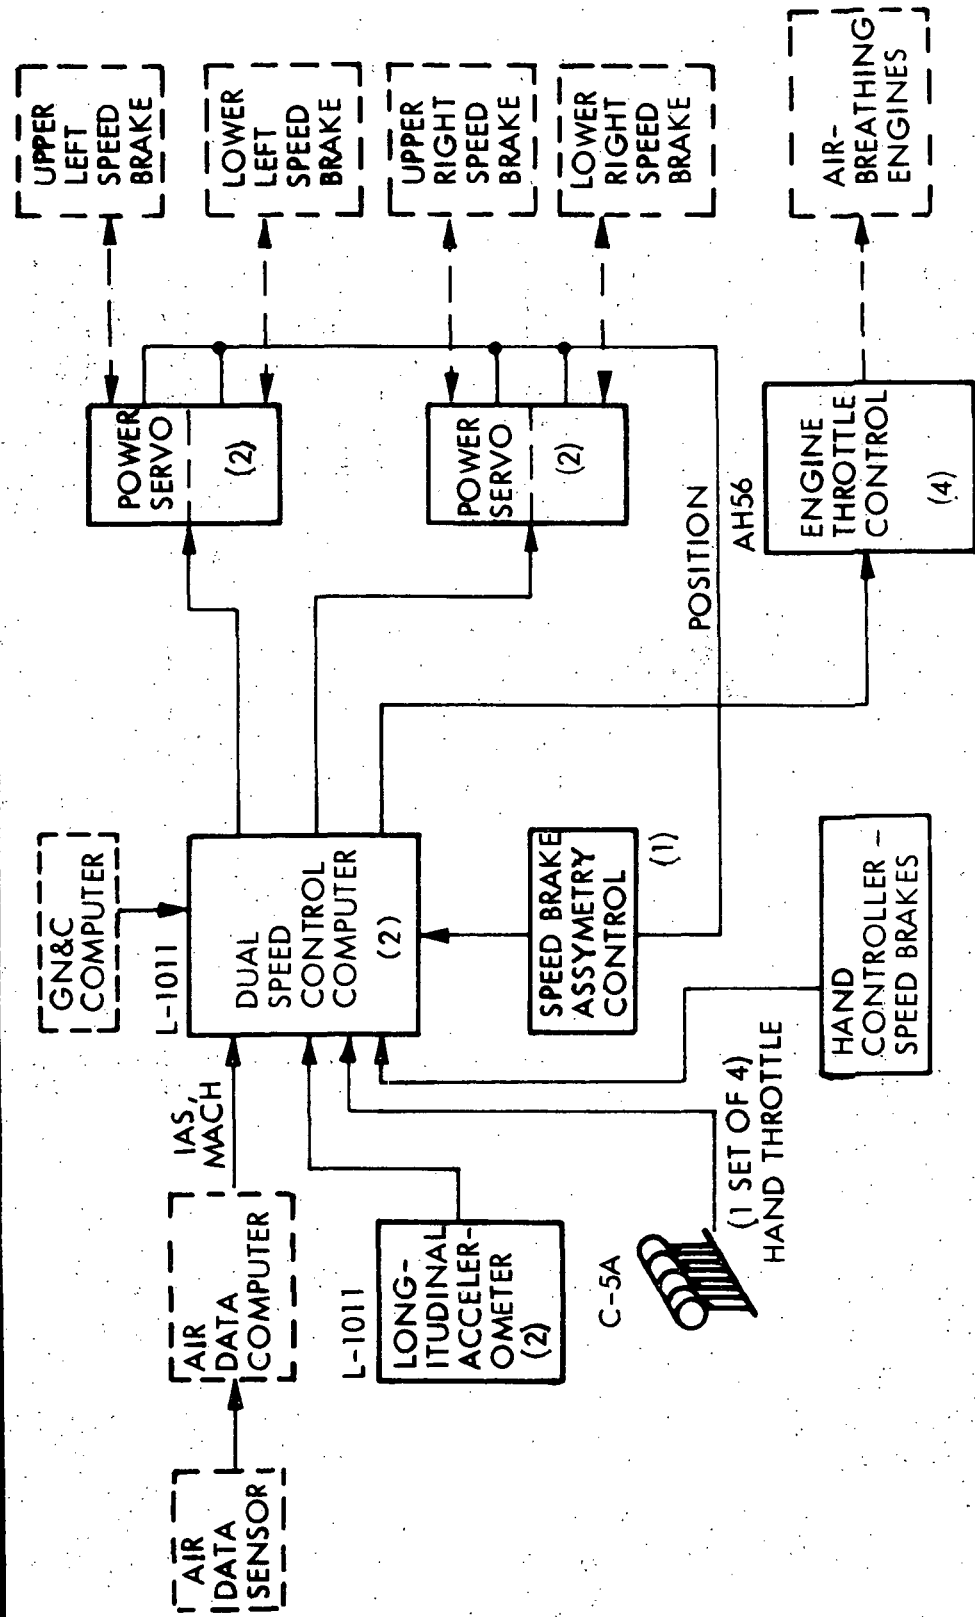 AIR
DATA
SENSOR
AIR
DATA
COMPUTER
IAS,
MACH
GN&C
COMPUTER
L-1011
DUAL
SPEED
CONTROL
COMPUTER
(2)
L-1011
LONG-
ITUDINAL
ACCELER-
OMETER
(2)
C-5A
(1 SET OF 4)
HAND THROTTLE
SPEED BRAKE
ASSYMETRY
CONTROL
(1)
HAND
CONTROLLER –
SPEED BRAKES
POWER
SERVO
(2)
POWER
SERVO
(2)
POSITION
AH56
ENGINE
THROTTLE
CONTROL
(4)
UPPER
LEFT
SPEED
BRAKE
LOWER
LEFT
SPEED
BRAKE
UPPER
RIGHT
SPEED
BRAKE
LOWER
RIGHT
SPEED
BRAKE
AIR-
BREATHING
ENGINES